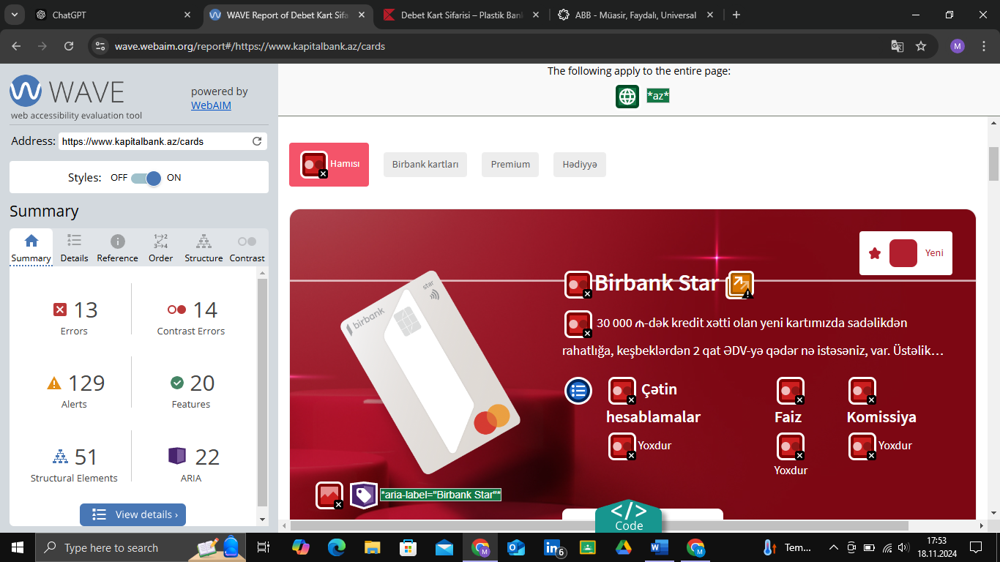 ChatGPT
WAVE Report of Debet Kart Sifa
Debet Kart Sifarisi – Plastik Ban
ABB - Müasir, Faydalı, Universal
wave.webaim.org/report#/https://www.kapitalbank.az/cards
M
WAVE
web accessibility evaluation tool
powered by
WebAIM
Address: https://www.kapitalbank.az/cards
Styles: OFF ON
Summary
Summary Details Reference Order Structure Contrast
13
Errors
14
Contrast Errors
129
Alerts
20
Features
51
Structural Elements
22
ARIA
View details ›
The following apply to the entire page:
*az*
Hamısı
Birbank kartları
Premium
Hədiyyə
Yeni
birbank
star
Birbank Star
30 000 ₼-dək kredit xətti olan yeni kartımızda sadəlikdən
rahatlığa, keşbeklərdən 2 qat ƏDV-yə qədər nə istəsəniz, var. Üstəlik…
Çətin
hesablamalar
Yoxdur
Faiz
Yoxdur
Komissiya
Yoxdur
*aria-label="Birbank Star"*
</>
Code
Type here to search
6
Tem...
17:53
18.11.2024